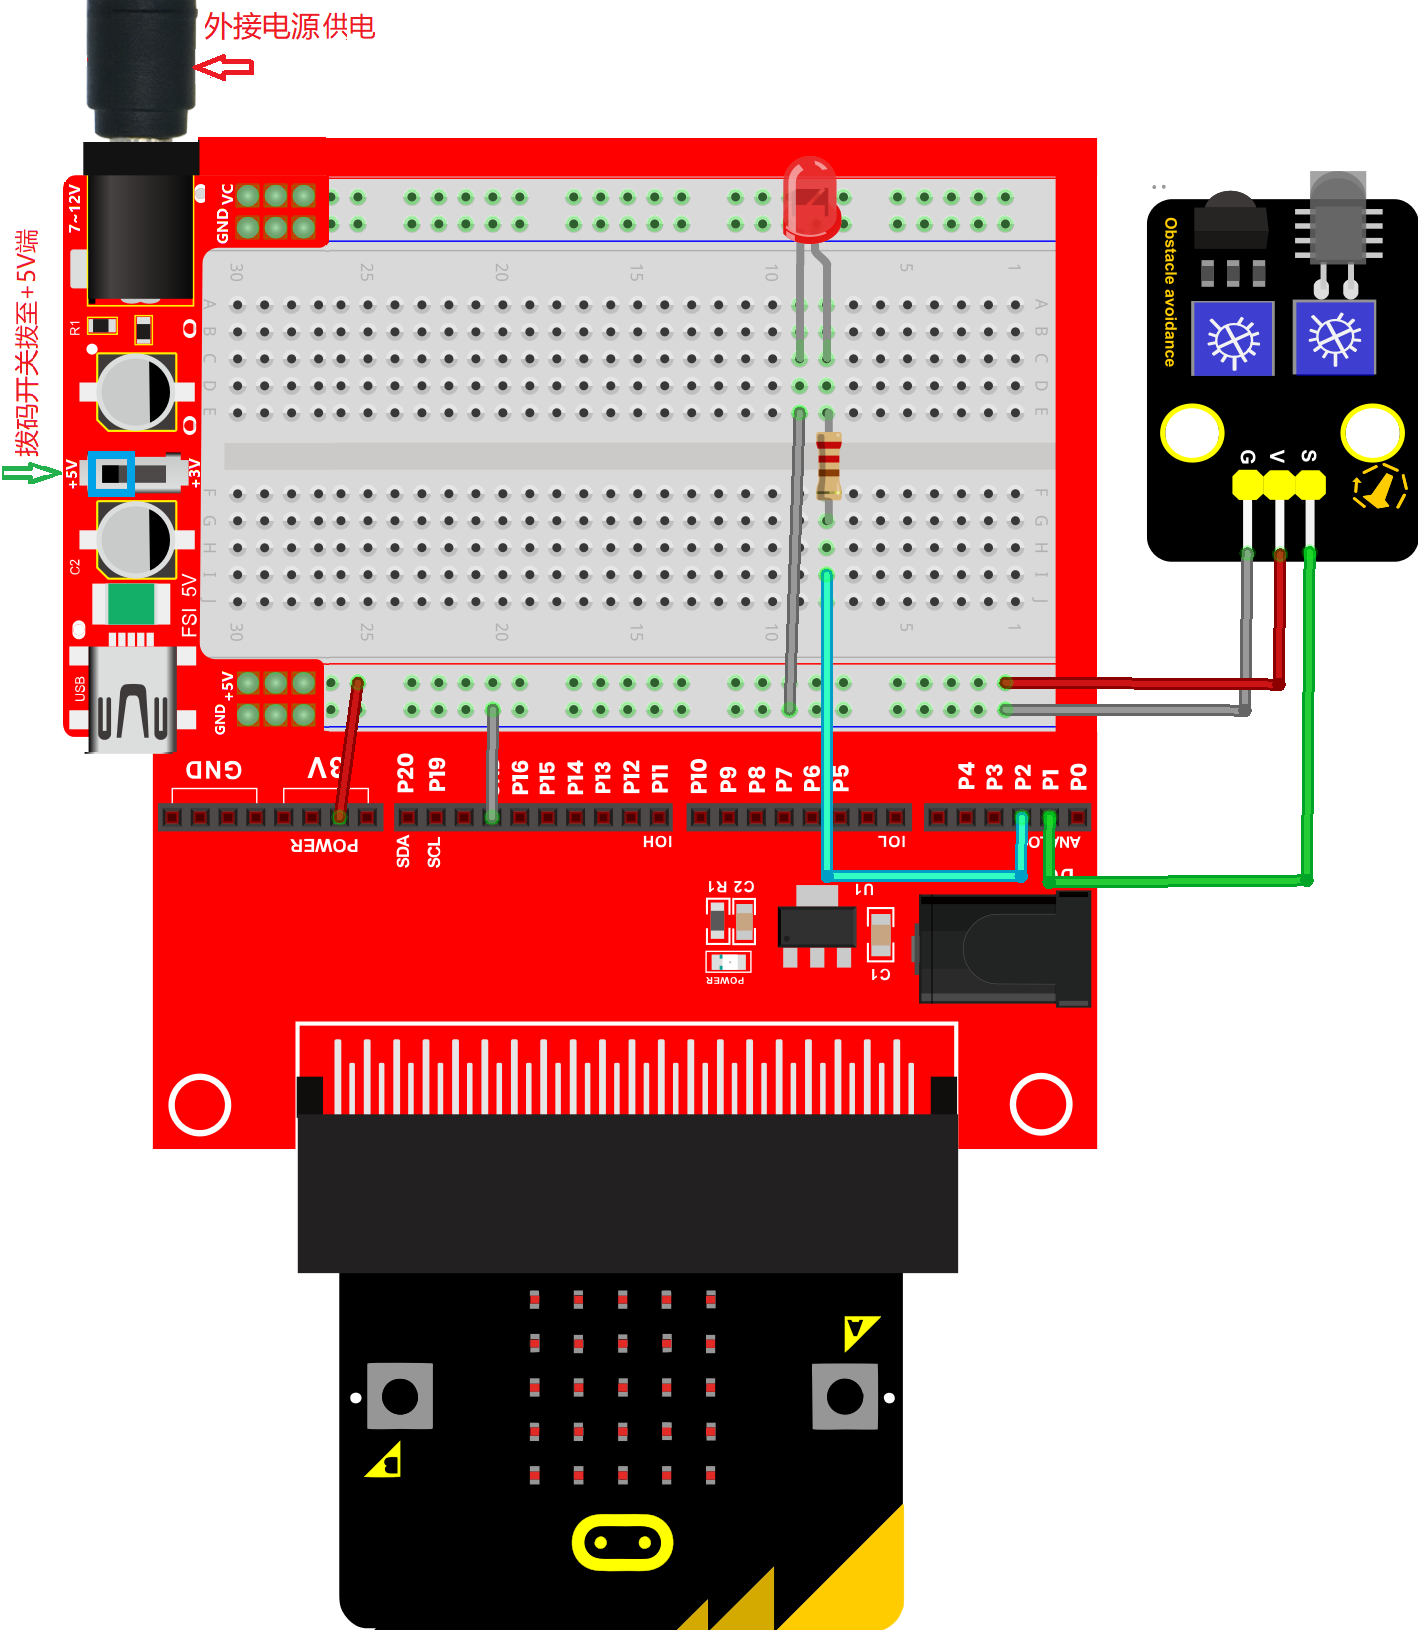 外接电源供电
拨码开关拨至+5V端
7~12V
VC
GND
30 25 20 15 10 5 1
A
B
C
D
E
F
G
H
I
J
30 25 20 15 10 5 1
R1
+5V
+3V
C2
FSI 5V
USB
+5V
GND
GND
3V
POWER
P20 P19 P16 P15 P14 P13 P12 P11
P10 P9 P8 P7 P6 P5
P4 P3 P2 P1 P0
SDA SCL
IOH
IOL
C2 R1
U1
C1
POWER
Obstacle avoidance
G V S
A
B